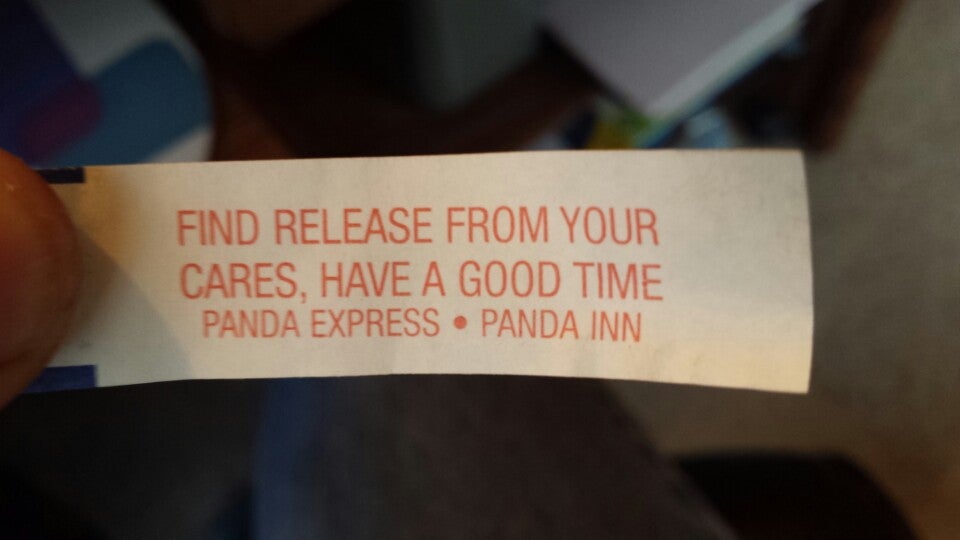 FIND RELEASE FROM YOUR
CARES, HAVE A GOOD TIME
PANDA EXPRESS • PANDA INN